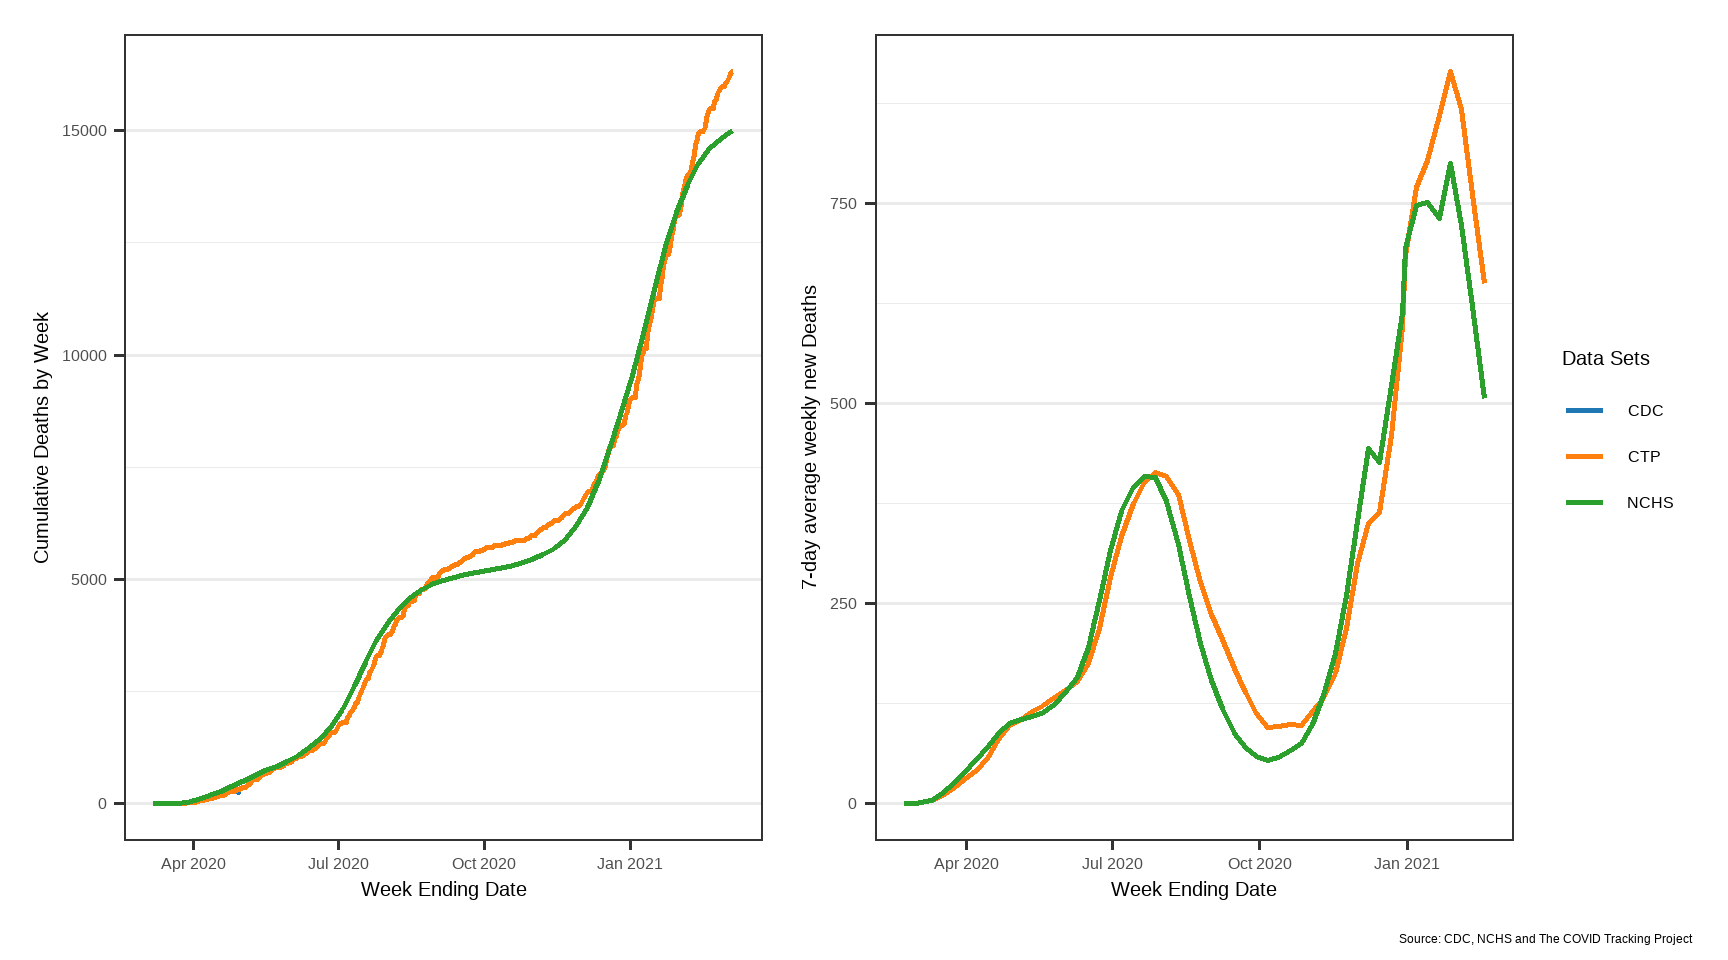 Cumulative Deaths by Week
15000
10000
5000
0
Apr 2020
Jul 2020
Oct 2020
Jan 2021
Week Ending Date
7-day average weekly new Deaths
750
500
250
0
Apr 2020
Jul 2020
Oct 2020
Jan 2021
Week Ending Date
Data Sets
CDC
CTP
NCHS
Source: CDC, NCHS and The COVID Tracking Project